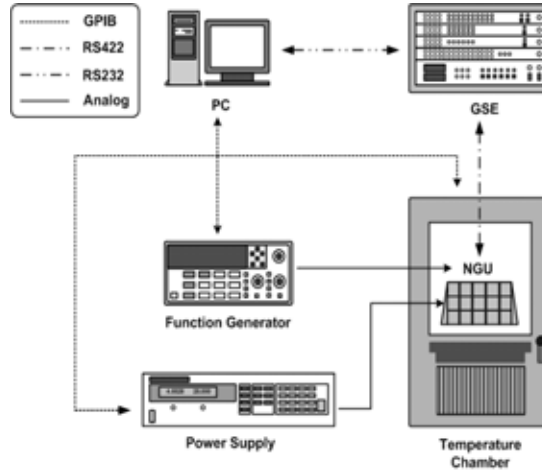 GPIB
RS422
RS232
Analog
PC
GSE
NGU
Function Generator
Power Supply
Temperature
Chamber